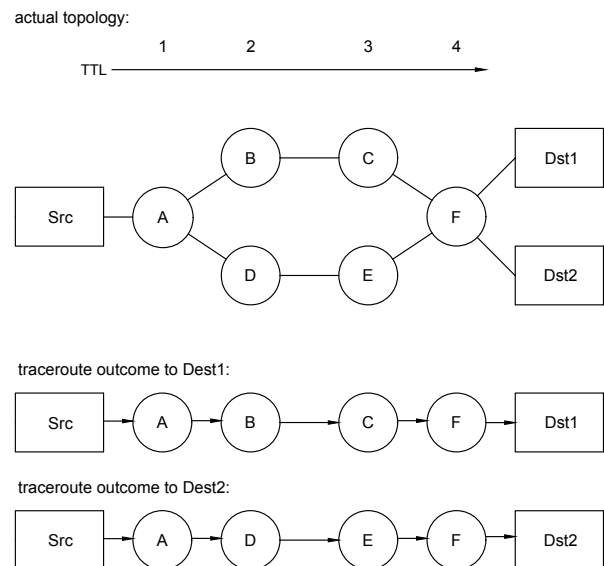 actual topology:
1 2 3 4
TTL
B C
Dst1
Src A F
D E
Dst2
traceroute outcome to Dest1:
Src A B C F Dst1
traceroute outcome to Dest2:
Src A D E F Dst2